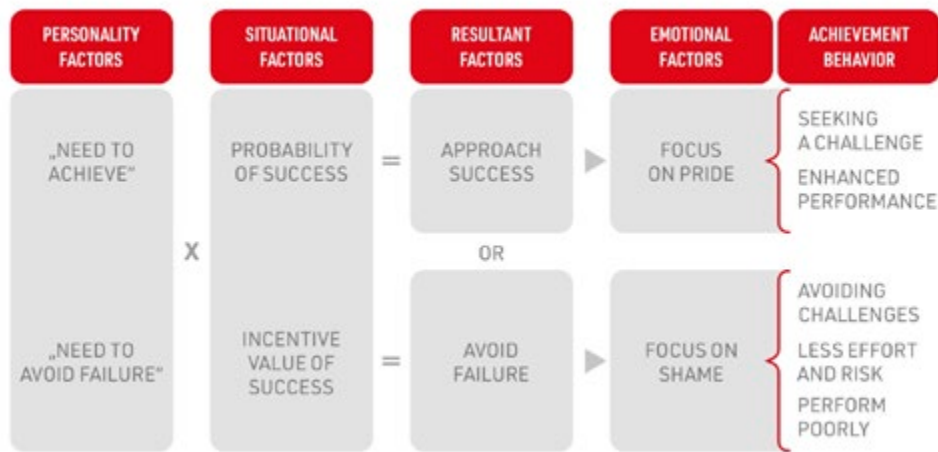 PERSONALITY
FACTORS
SITUATIONAL
FACTORS
RESULTANT
FACTORS
EMOTIONAL
FACTORS
ACHIEVEMENT
BEHAVIOR
„NEED TO
ACHIEVE"
PROBABILITY
OF SUCCESS
=
APPROACH
SUCCESS
FOCUS
ON PRIDE
SEEKING
A CHALLENGE
ENHANCED
PERFORMANCE
X
OR
„NEED TO
AVOID FAILURE"
INCENTIVE
VALUE OF
SUCCESS
=
AVOID
FAILURE
FOCUS ON
SHAME
AVOIDING
CHALLENGES
LESS EFFORT
AND RISK
PERFORM
POORLY